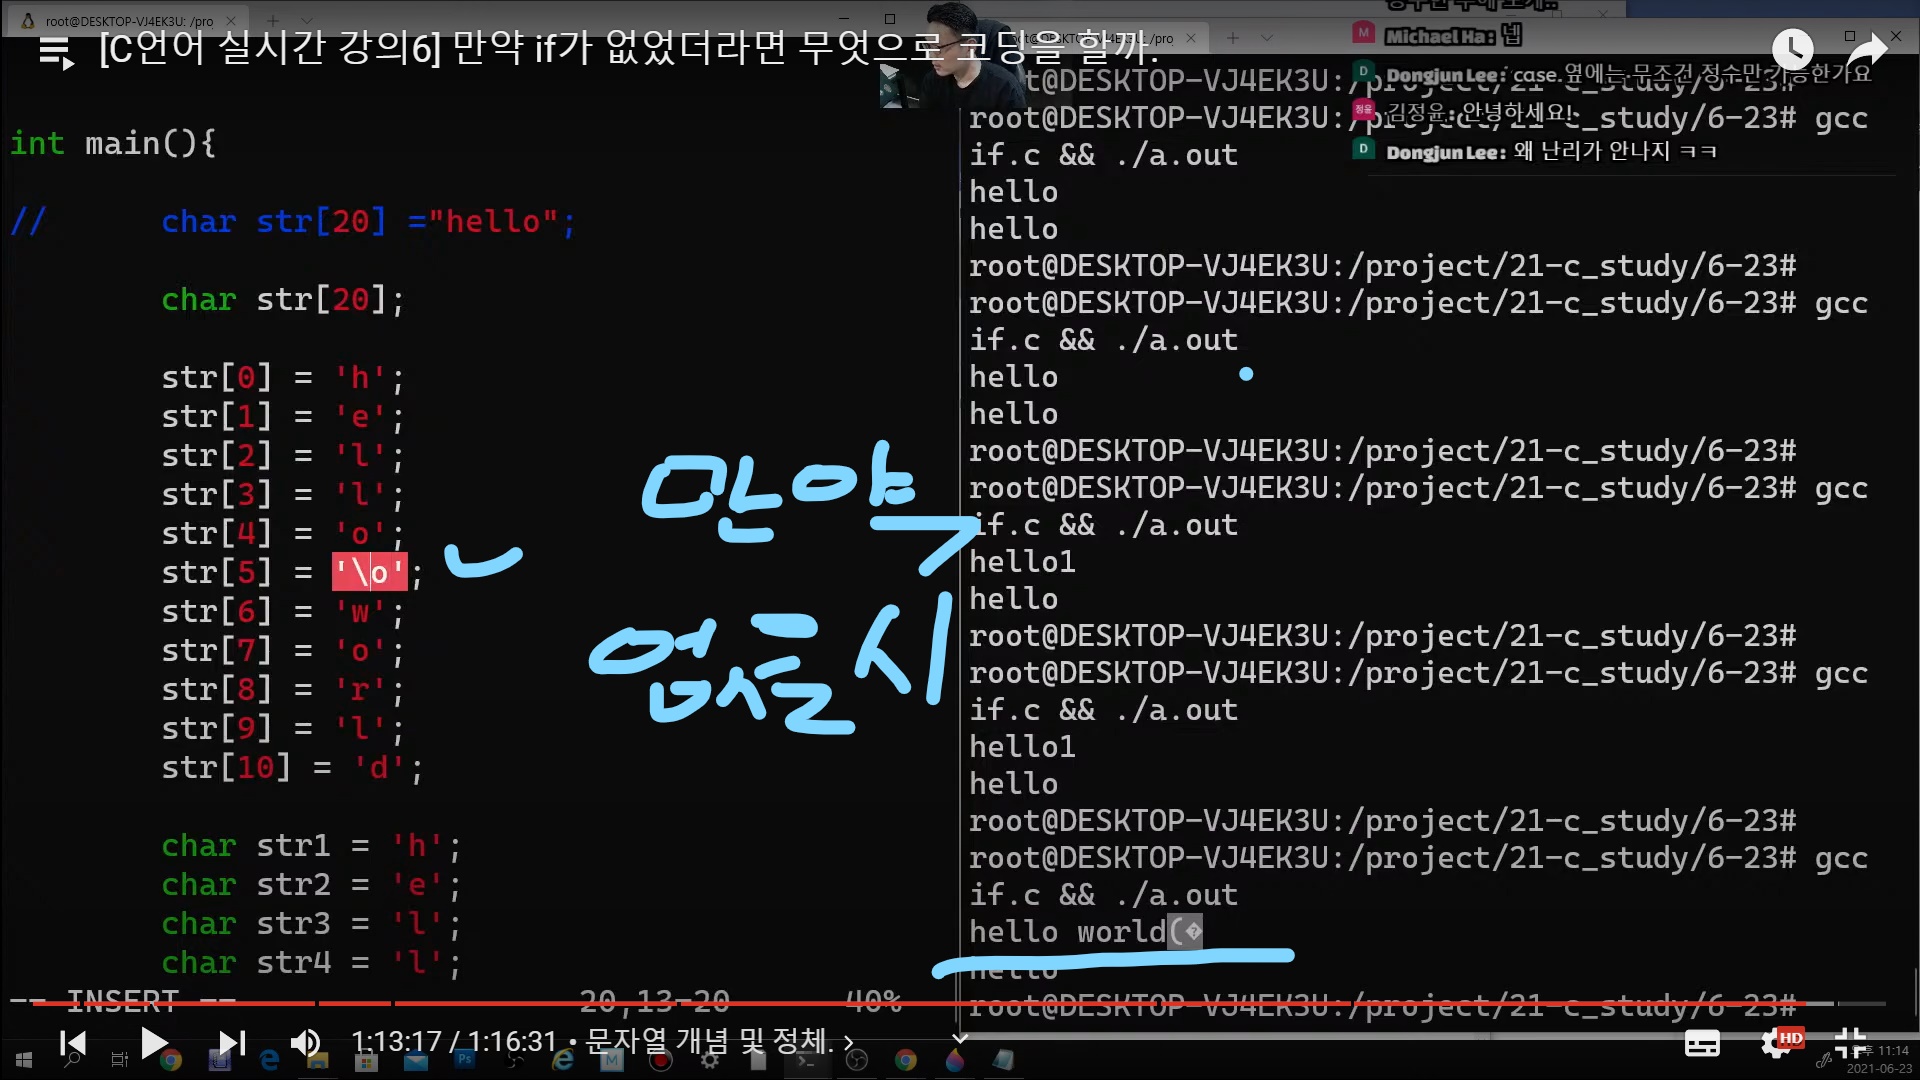 root@DESKTOP-VJ4EK3U: /pro
[C언어 실시간 강의6] 만약 if가 없었더라면 무엇으로 코딩을 할까.
Michael Ha: 넵
Dongjun Lee: case.옆에는 무조건 정수만 가능한가요
김정윤: 안녕하세요!
Dongjun Lee: 왜 난리가 안나지 ㅋㅋ
int main(){
// char str[20] ="hello";
char str[20];
str[0] = 'h';
str[1] = 'e';
str[2] = 'l';
str[3] = 'l';
str[4] = 'o';
str[5] = '\o';
str[6] = 'w';
str[7] = 'o';
str[8] = 'r';
str[9] = 'l';
str[10] = 'd';
char str1 = 'h';
char str2 = 'e';
char str3 = 'l';
char str4 = 'l';
-- INSERT -- 20,13-20 40%
만약
없을시
root@DESKTOP-VJ4EK3U:/project/21-c_study/6-23#
root@DESKTOP-VJ4EK3U:/project/21-c_study/6-23# gcc
if.c && ./a.out
hello
hello
root@DESKTOP-VJ4EK3U:/project/21-c_study/6-23#
root@DESKTOP-VJ4EK3U:/project/21-c_study/6-23# gcc
if.c && ./a.out
hello
hello
root@DESKTOP-VJ4EK3U:/project/21-c_study/6-23#
root@DESKTOP-VJ4EK3U:/project/21-c_study/6-23# gcc
if.c && ./a.out
hello1
hello
root@DESKTOP-VJ4EK3U:/project/21-c_study/6-23#
root@DESKTOP-VJ4EK3U:/project/21-c_study/6-23# gcc
if.c && ./a.out
hello1
hello
root@DESKTOP-VJ4EK3U:/project/21-c_study/6-23#
root@DESKTOP-VJ4EK3U:/project/21-c_study/6-23# gcc
if.c && ./a.out
hello world(�
hello
root@DESKTOP-VJ4EK3U:/project/21-c_study/6-23#
1:13:17 / 1:16:31 • 문자열 개념 및 정체. ›
HD
오후 11:14
2021-06-23